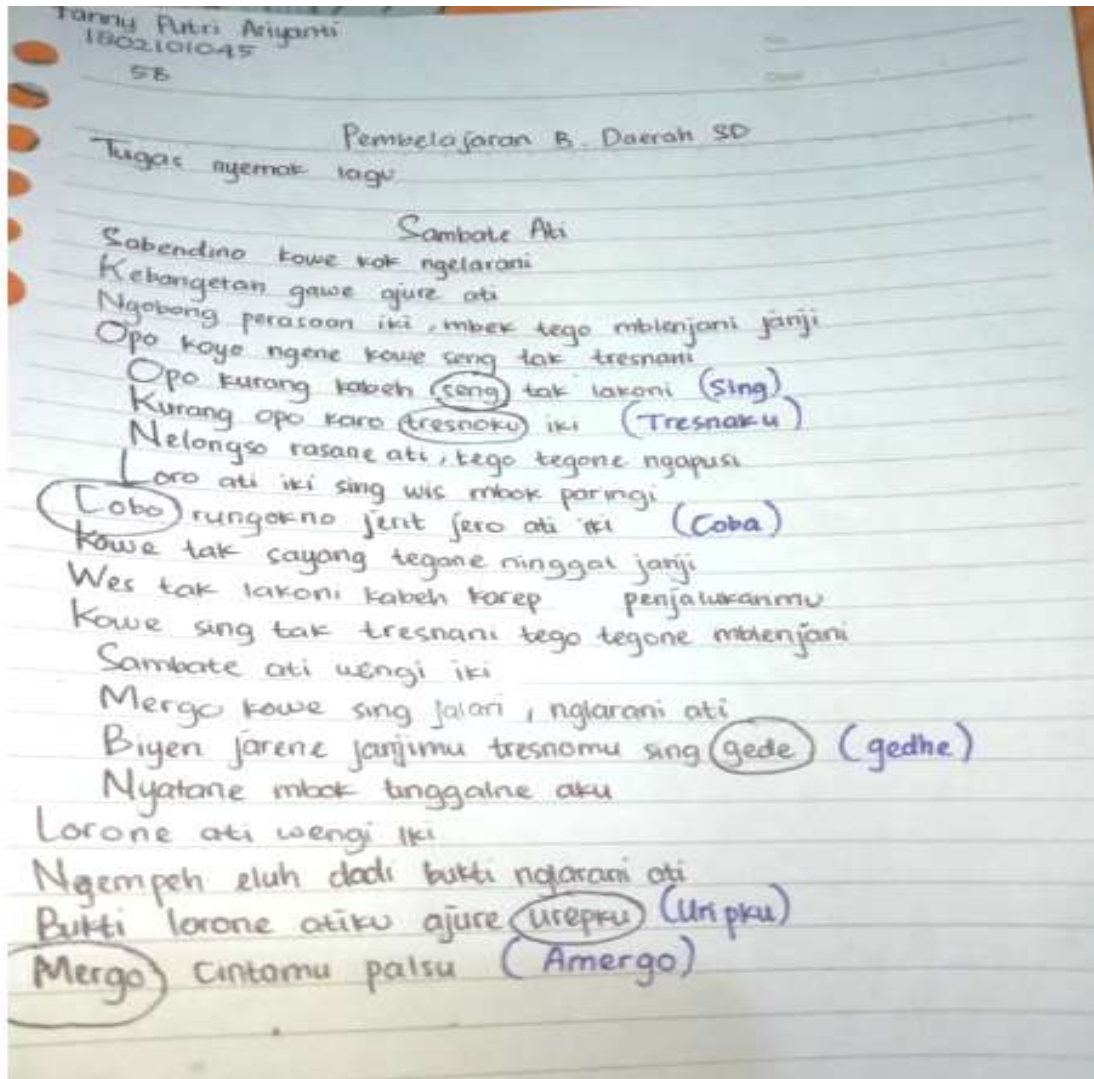 Fanny Putri Ariyanti
1802101045
5B
Pembelajaran B. Daerah SD
Tugas nyemak lagu
Sambate Ati
Sabendino kowe kok ngelarani
Kebangetan gawe ajure ati
Ngobong perasaan iki, mbek tego mblenjani janji
Opo koyo ngene kowe seng tak tresnani
Opo kurang kabeh seng tak lakoni (Sing)
Kurang opo karo tresnoku iki (Tresnaku)
Nelongso rasane ati, tego tegone ngapusi
Loro ati iki sing wis mbok paringi
Cobo rungokno jerit jero ati iki (Coba)
Kowe tak sayang tegane ninggal janji
Wes tak lakoni kabeh karep penjalukanmu
Kowe sing tak tresnani tego tegone mblenjani
Sambate ati wengi iki
Mergo kowe sing jalari, nglarani ati
Biyen jarene janjimu tresnomu sing gede (gedhe)
Nyatane mbok tinggalne aku
Lorone ati wengi iki
Ngempeh eluh dadi bukti nglarani ati
Bukti lorone atiku ajure urepku (Uripku)
Mergo cintamu palsu (Amergo)